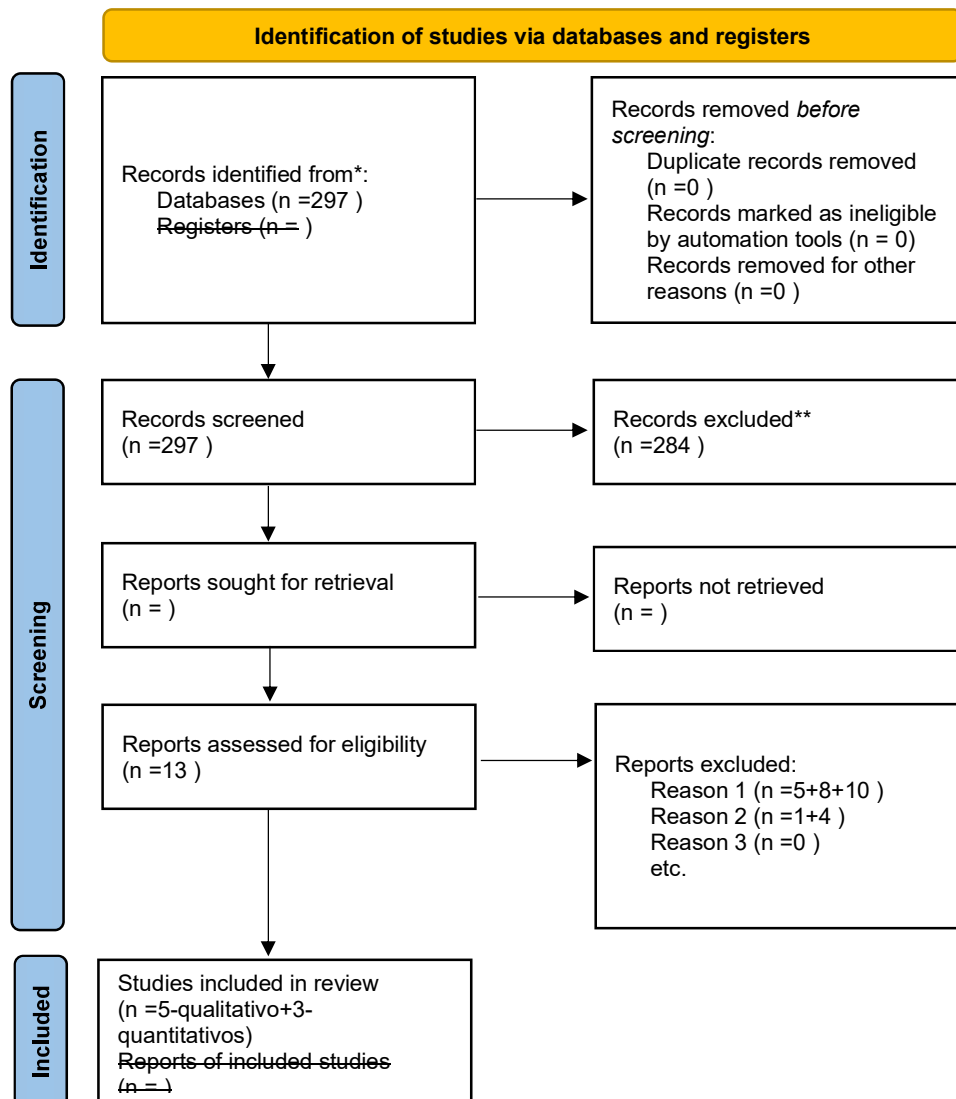 Identification of studies via databases and registers
Identification
Records identified from*:
Databases (n =297 )
Registers (n = )
Records removed before
screening:
Duplicate records removed
(n =0 )
Records marked as ineligible
by automation tools (n = 0)
Records removed for other
reasons (n =0 )
Screening
Records screened
(n =297 )
Records excluded**
(n =284 )
Reports sought for retrieval
(n = )
Reports not retrieved
(n = )
Reports assessed for eligibility
(n =13 )
Reports excluded:
Reason 1 (n =5+8+10 )
Reason 2 (n =1+4 )
Reason 3 (n =0 )
etc.
Included
Studies included in review
(n =5-qualitativo+3-
quantitativos)
Reports of included studies
(n = )